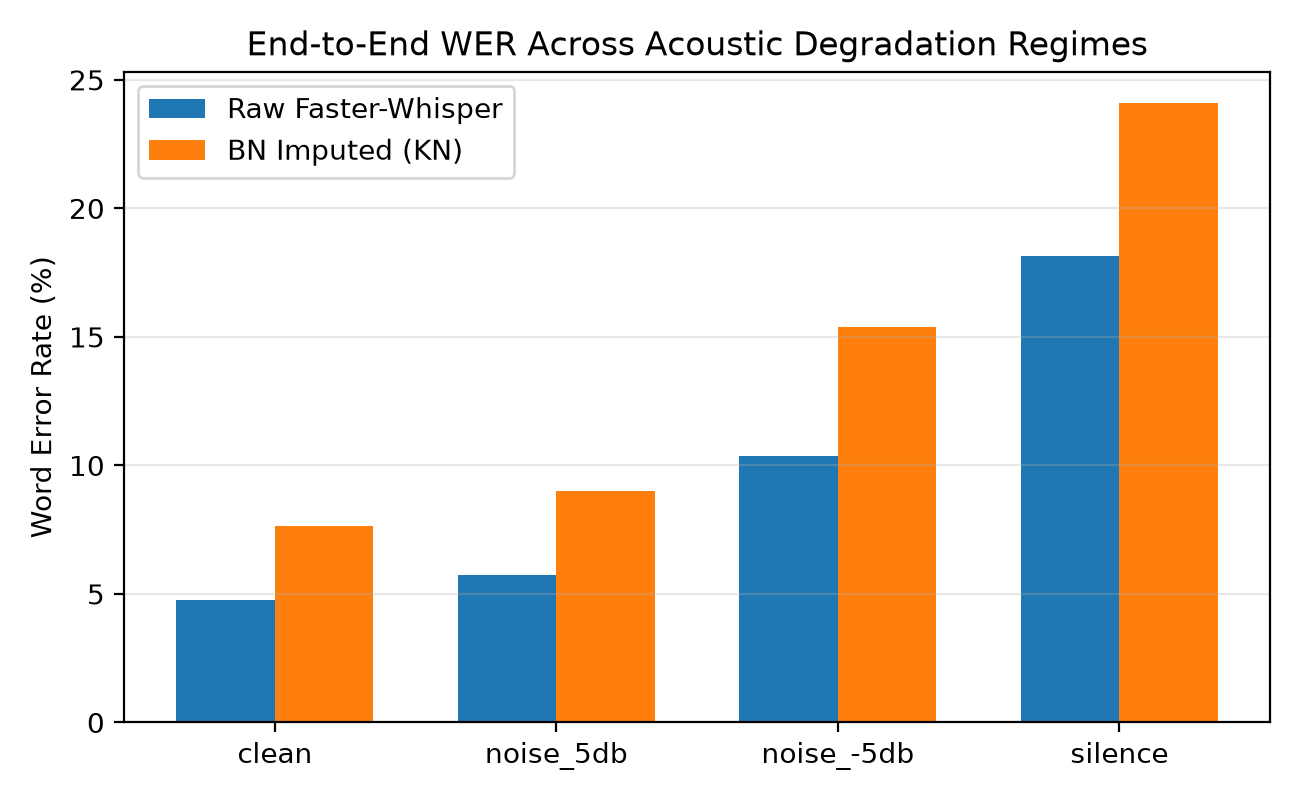 End-to-End WER Across Acoustic Degradation Regimes
25
20
15
10
5
0
Word Error Rate (%)
Raw Faster-Whisper
BN Imputed (KN)
clean
noise_5db
noise_-5db
silence